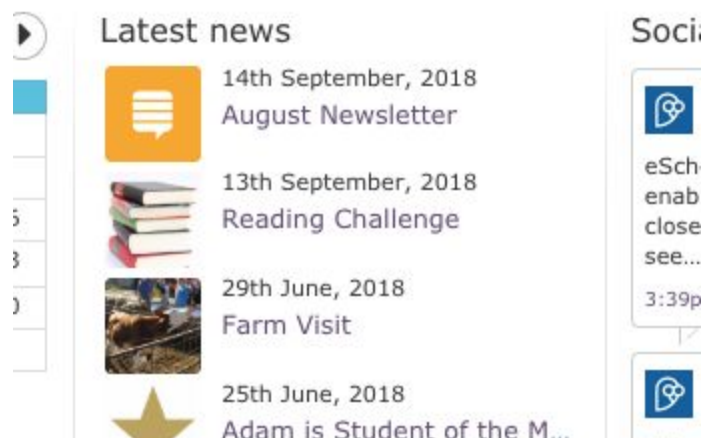 Latest news
14th September, 2018
August Newsletter
13th September, 2018
Reading Challenge
29th June, 2018
Farm Visit
25th June, 2018
Adam is Student of the M...
Socia
eSch
enab
close
see...
3:39p